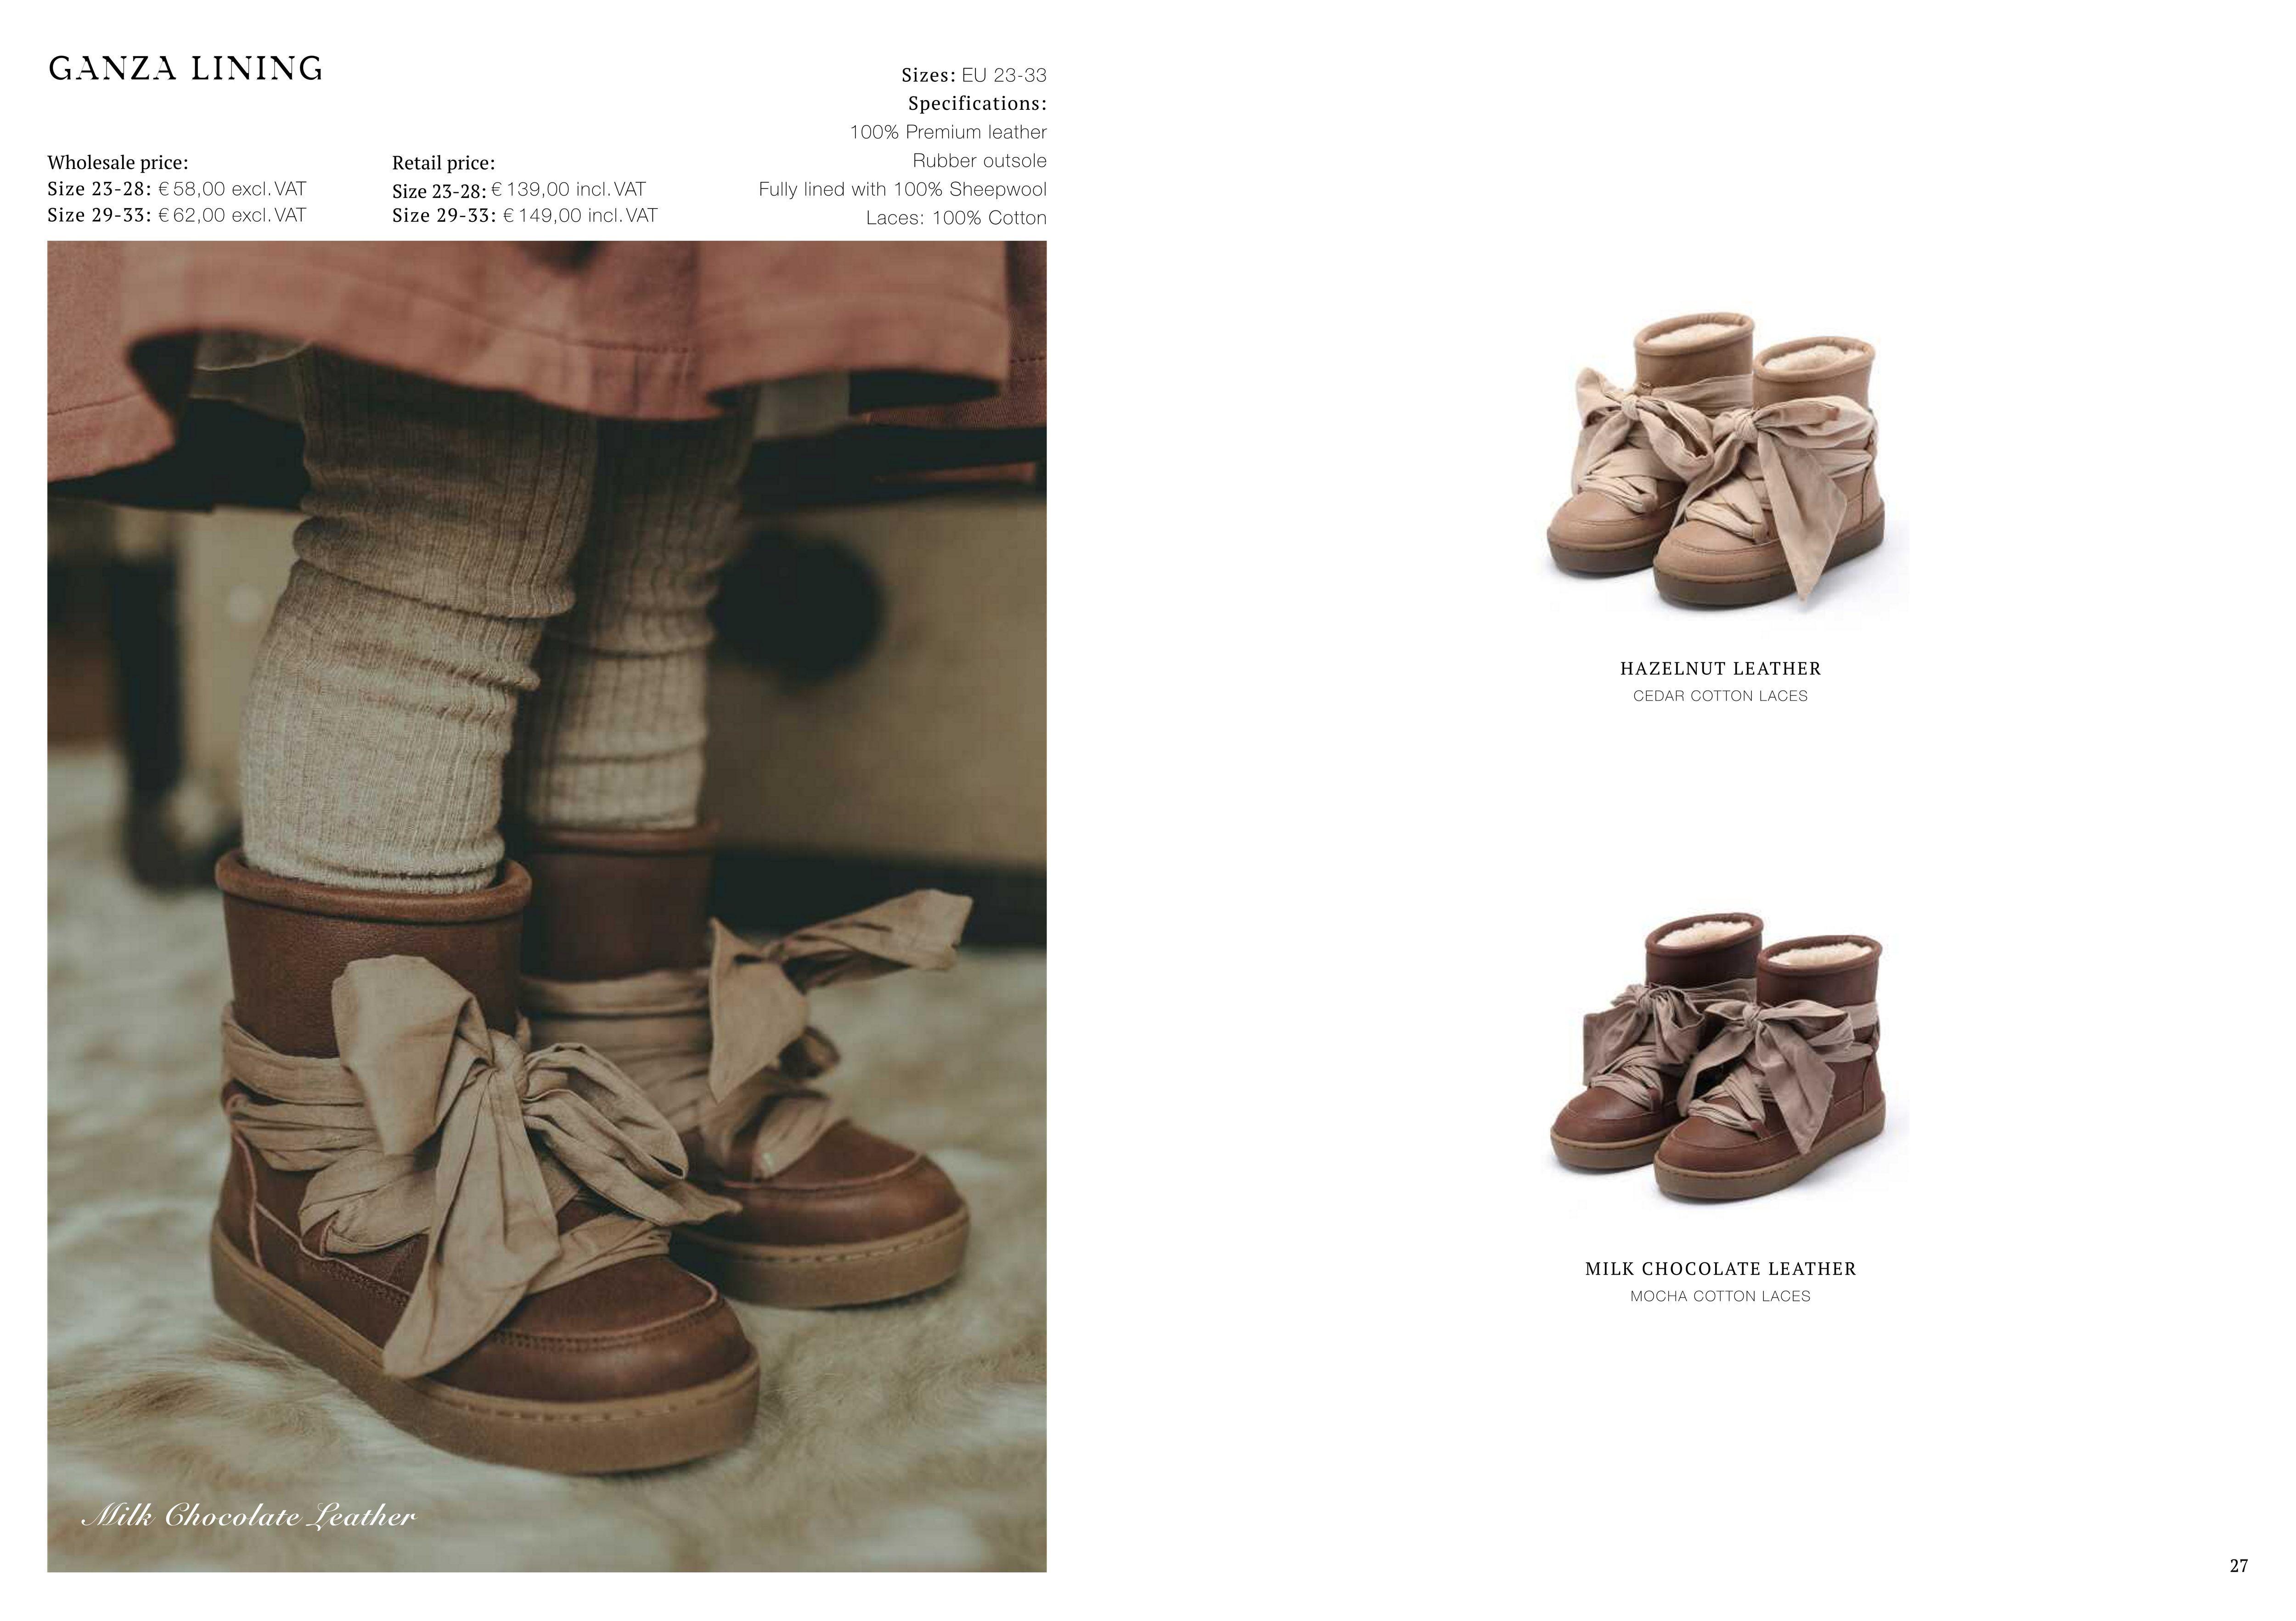 GANZA LINING
Wholesale price:
Size 23-28: € 58,00 excl. VAT
Size 29-33: € 62,00 excl. VAT
Retail price:
Size 23-28: € 139,00 incl. VAT
Size 29-33: € 149,00 incl. VAT
Sizes: EU 23-33
Specifications:
100% Premium leather
Rubber outsole
Fully lined with 100% Sheepwool
Laces: 100% Cotton
Milk Chocolate Leather
HAZELNUT LEATHER
CEDAR COTTON LACES
MILK CHOCOLATE LEATHER
MOCHA COTTON LACES
27